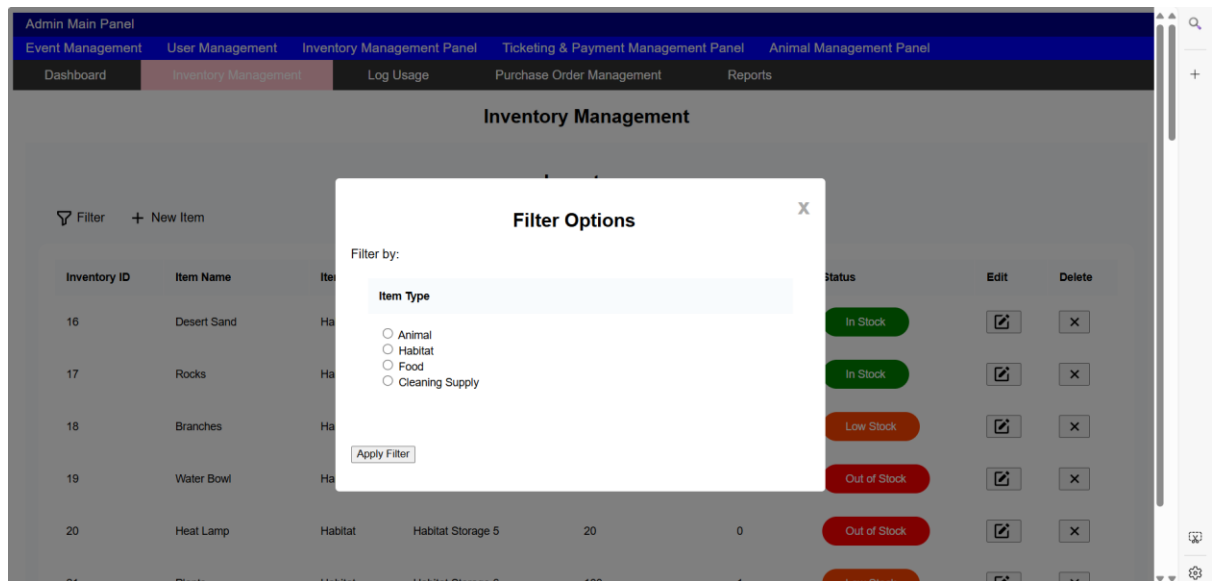 Admin Main Panel
Event Management User Management Inventory Management Panel Ticketing & Payment Management Panel Animal Management Panel
Dashboard Inventory Management Log Usage Purchase Order Management Reports
Inventory Management
Filter + New Item
Filter Options X
Filter by:
Item Type
Animal
Habitat
Food
Cleaning Supply
Apply Filter
Inventory ID Item Name Status Edit Delete
16 Desert Sand In Stock
17 Rocks In Stock
18 Branches Low Stock
19 Water Bowl Out of Stock
20 Heat Lamp Habitat Habitat Storage 5 20 0 Out of Stock